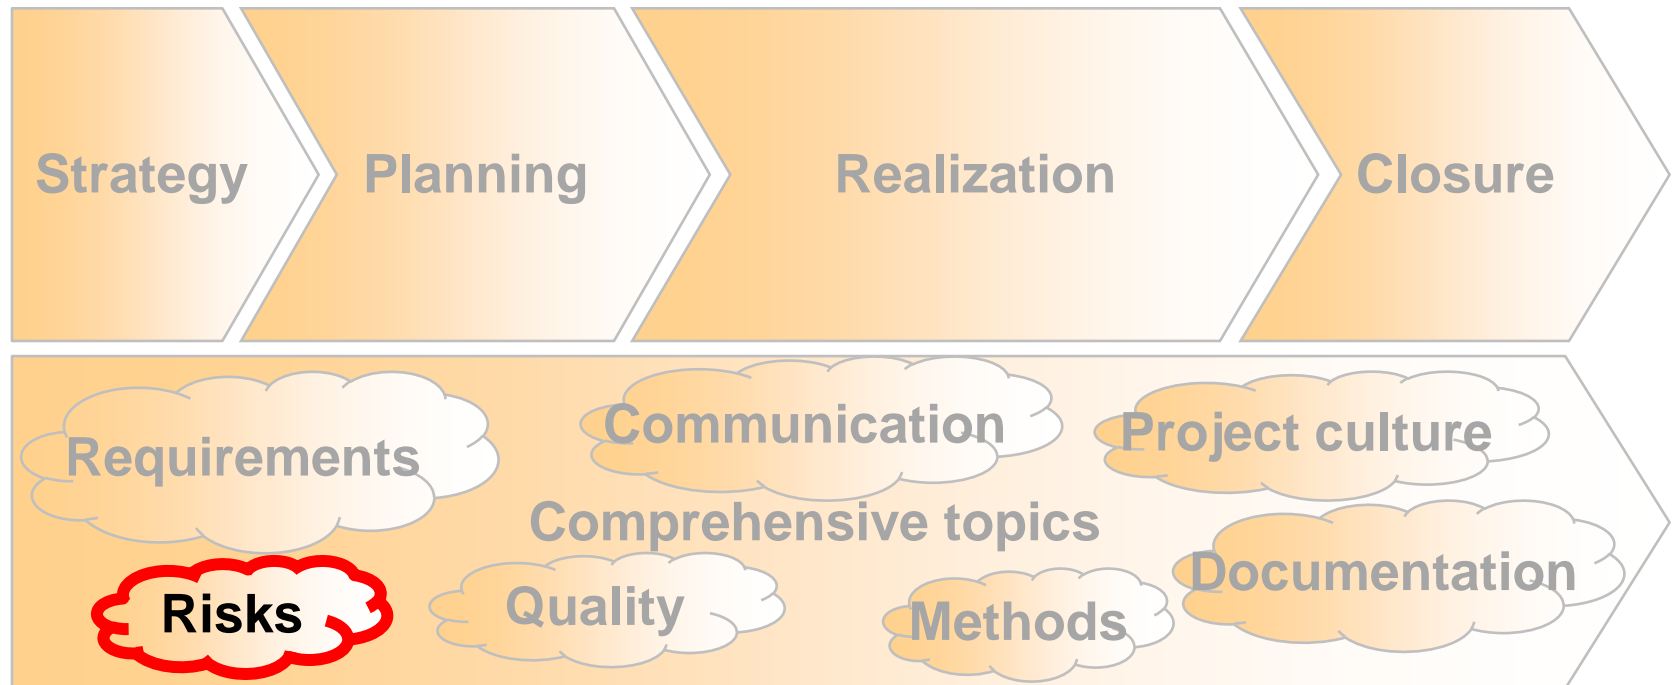 Strategy
Planning
Realization
Closure
Requirements
Communication
Project culture
Comprehensive topics
Risks
Quality
Methods
Documentation